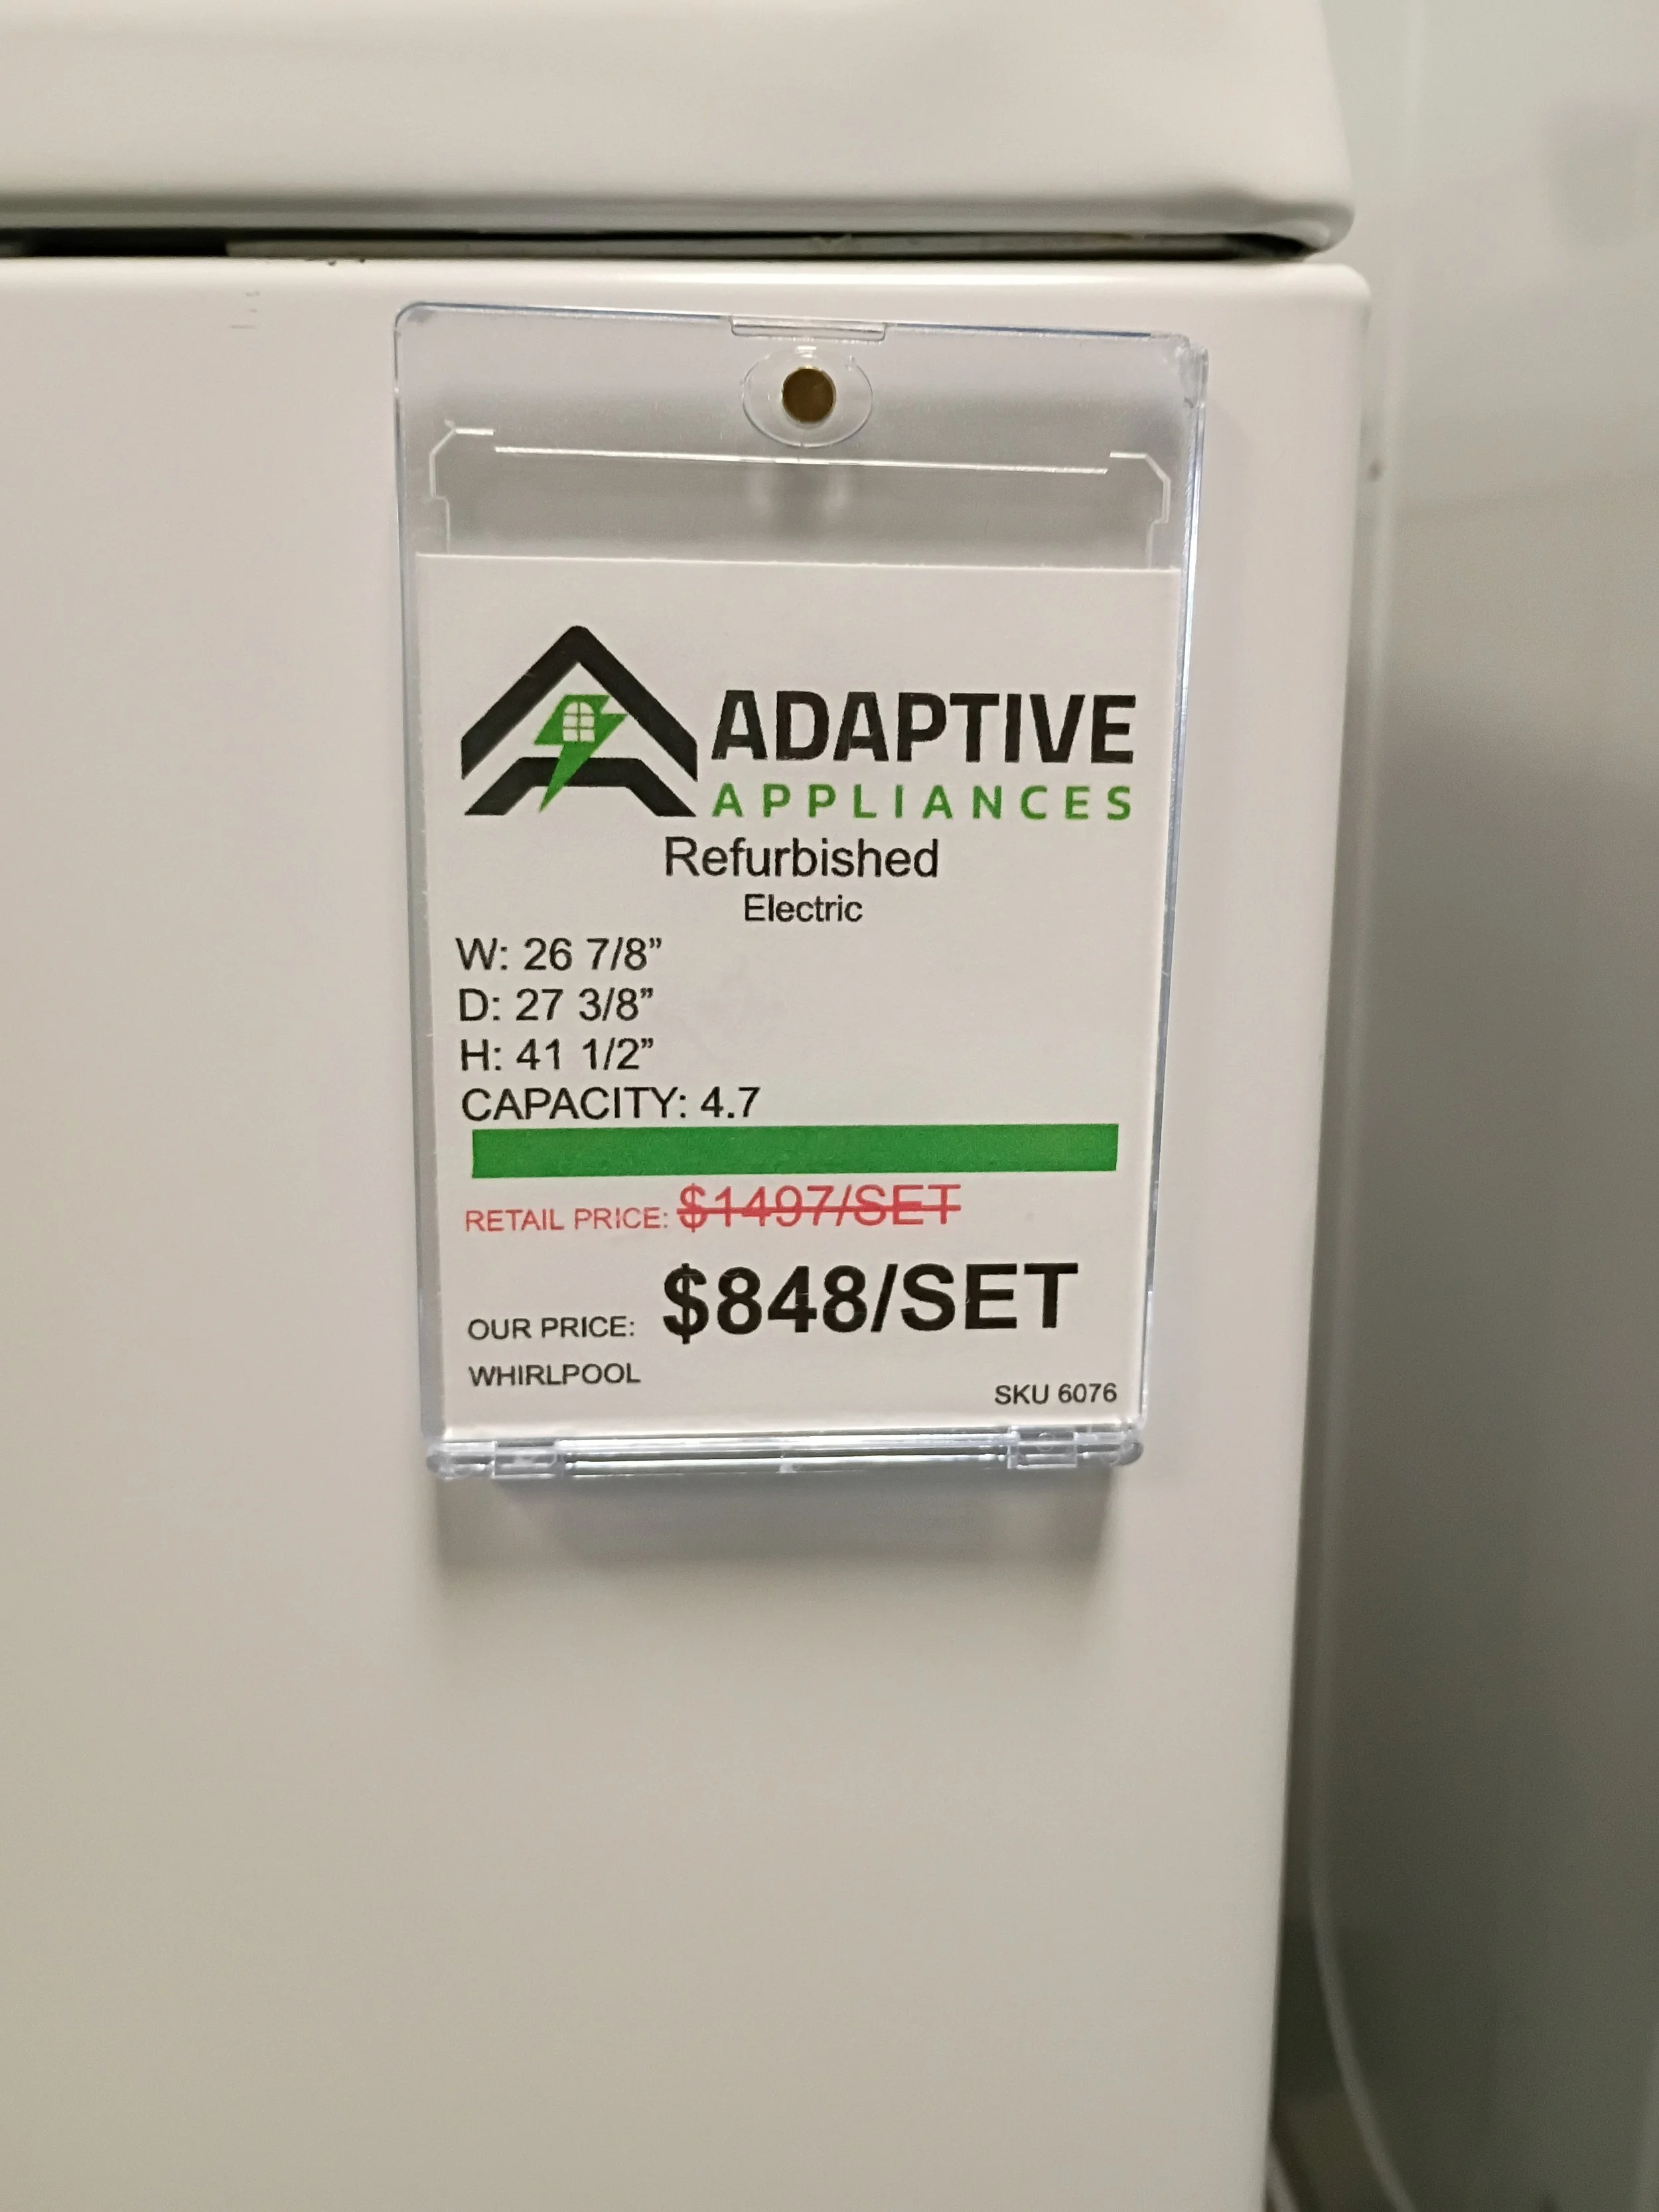 ADAPTIVE
APPLIANCES
Refurbished
Electric
W: 26 7/8”
D: 27 3/8”
H: 41 1/2”
CAPACITY: 4.7
RETAIL PRICE: $1497/SET
OUR PRICE: $848/SET
WHIRLPOOL
SKU 6076